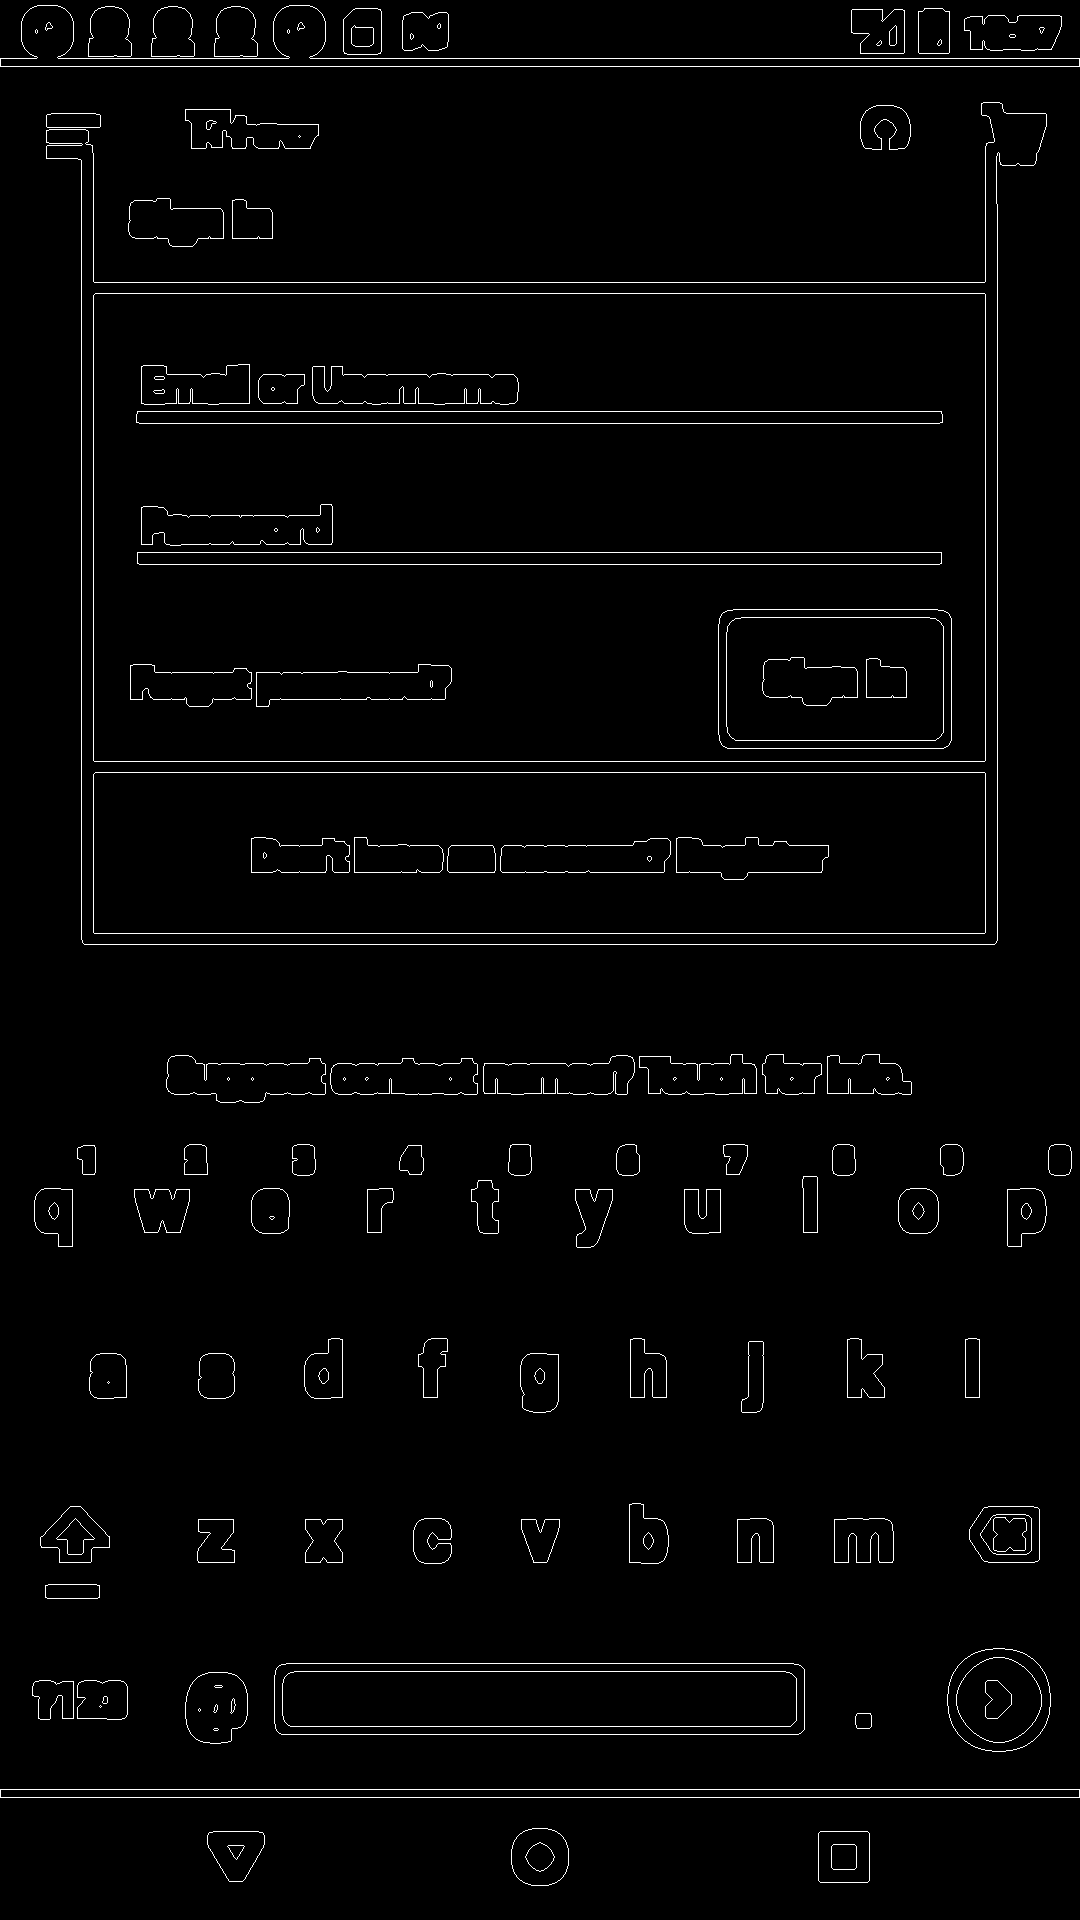 Sign In
Email or Username
Password
Forgot password?
Sign In
Don't have an account? Register
Suggest contact names? Touch for info.
1 2 3 4 5 6 7 8 9 0
q w e r t y u i o p
a s d f g h j k l
z x c v b n m
?123 @ .